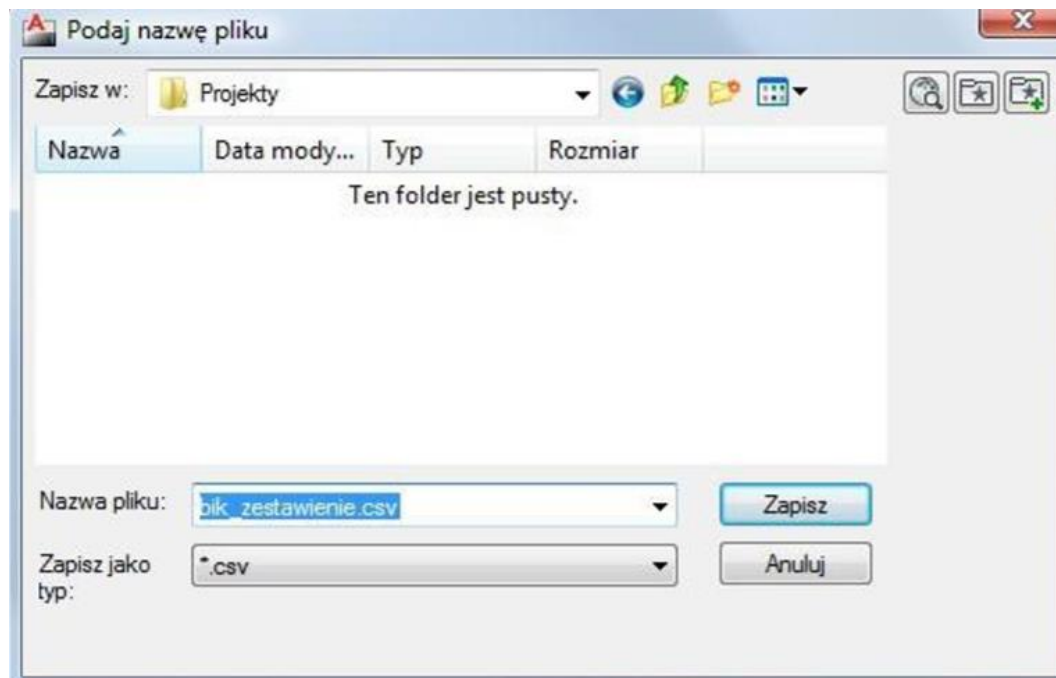 Podaj nazwę pliku
Zapisz w: Projekty
Nazwa Data mody... Typ Rozmiar
Ten folder jest pusty.
Nazwa pliku: bik_zestawienie.csv Zapisz
Zapisz jako typ: *.csv Anuluj